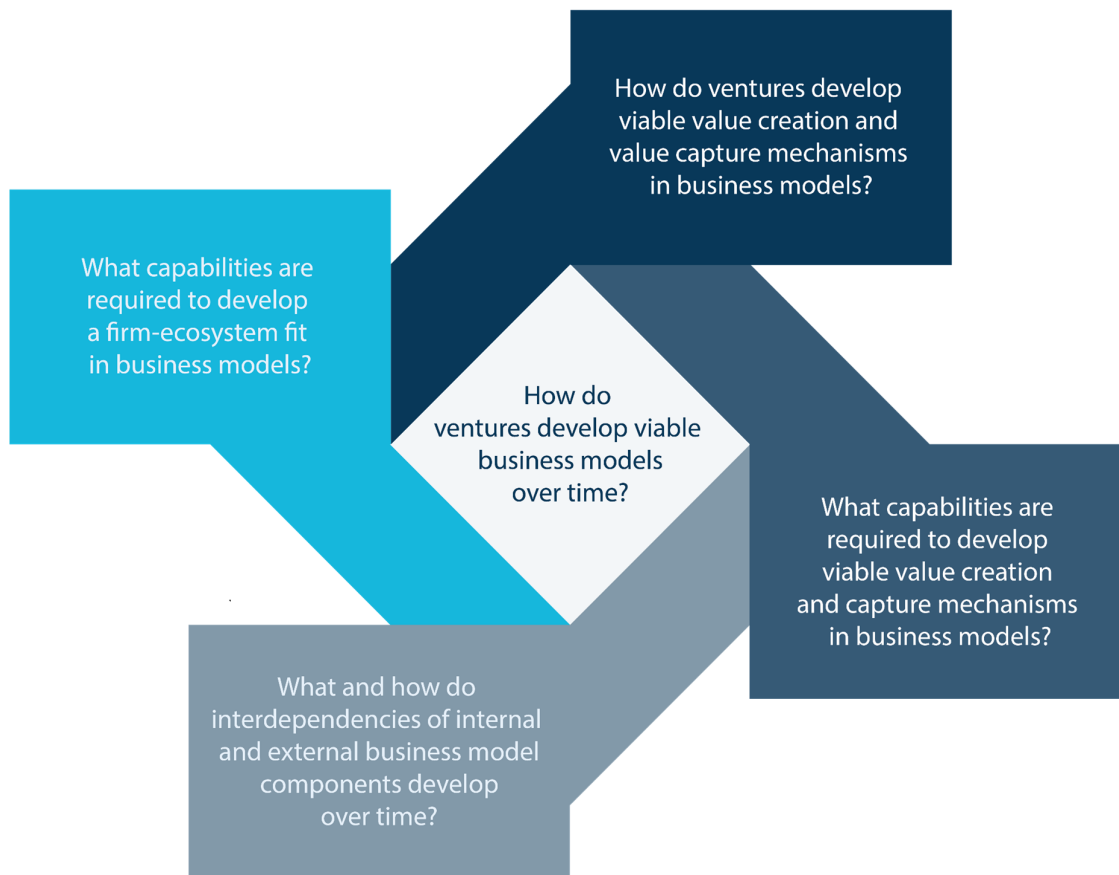 How do ventures develop
viable value creation and
value capture mechanisms
in business models?
What capabilities are
required to develop
a firm-ecosystem fit
in business models?
How do
ventures develop viable
business models
over time?
What capabilities are
required to develop
viable value creation
and capture mechanisms
in business models?
What and how do
interdependencies of internal
and external business model
components develop
over time?